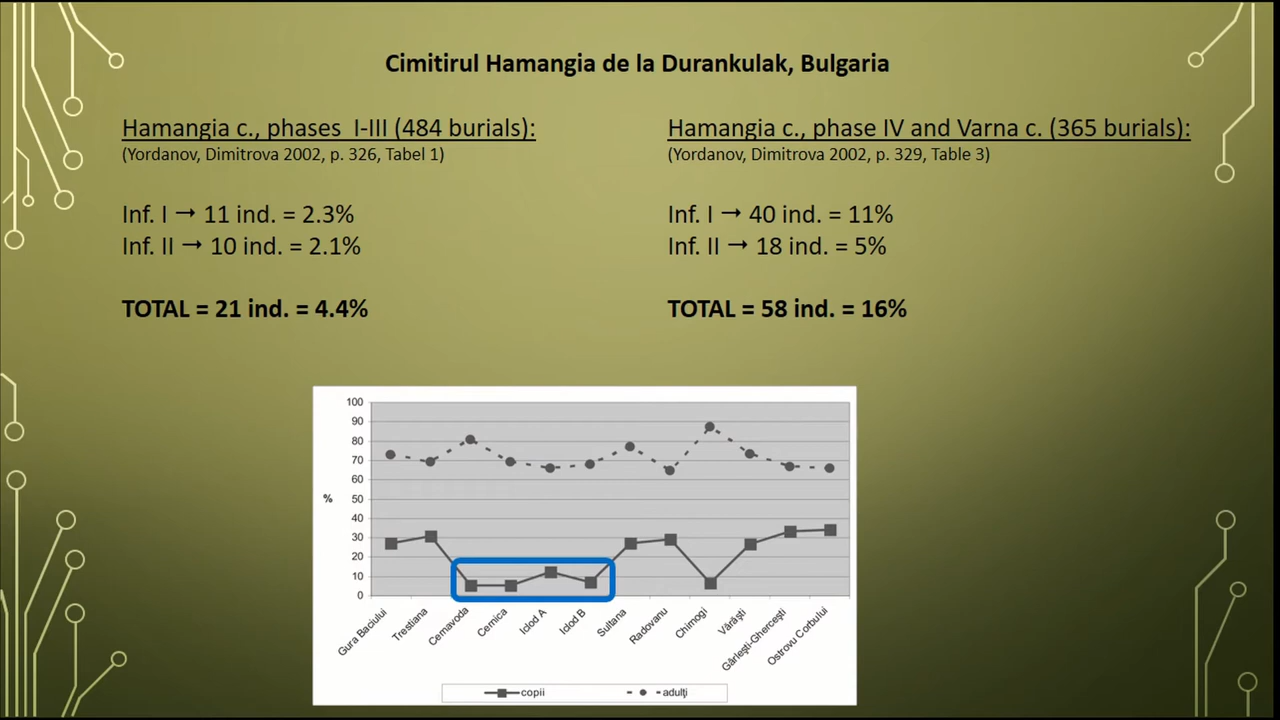 Cimitirul Hamangia de la Durankulak, Bulgaria
Hamangia c., phases I-III (484 burials):
(Yordanov, Dimitrova 2002, p. 326, Tabel 1)
Inf. I → 11 ind. = 2.3%
Inf. II → 10 ind. = 2.1%
TOTAL = 21 ind. = 4.4%
Hamangia c., phase IV and Varna c. (365 burials):
(Yordanov, Dimitrova 2002, p. 329, Table 3)
Inf. I → 40 ind. = 11%
Inf. II → 18 ind. = 5%
TOTAL = 58 ind. = 16%
100
90
80
70
60
50
40
30
20
10
0
%
Gura Baciului
Trestiana
Cernavoda
Cernica
Iclod A
Iclod B
Sultana
Radovanu
Chirnogi
Vărăşti
Gârleşti-Gherceşti
Ostrovu Corbului
copii
adulţi